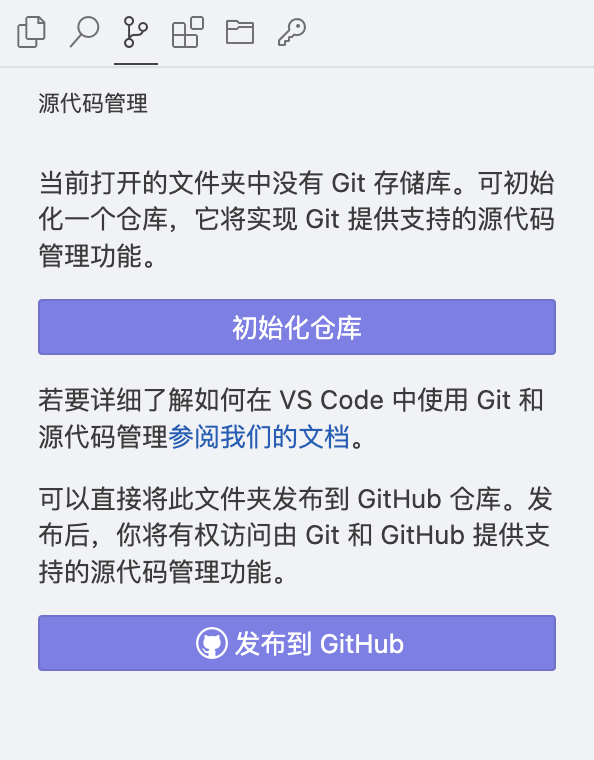 源代码管理
当前打开的文件夹中没有 Git 存储库。可初始
化一个仓库，它将实现 Git 提供支持的源代码
管理功能。
初始化仓库
若要详细了解如何在 VS Code 中使用 Git 和
源代码管理参阅我们的文档。
可以直接将此文件夹发布到 GitHub 仓库。发
布后，你将有权访问由 Git 和 GitHub 提供支
持的源代码管理功能。
发布到 GitHub